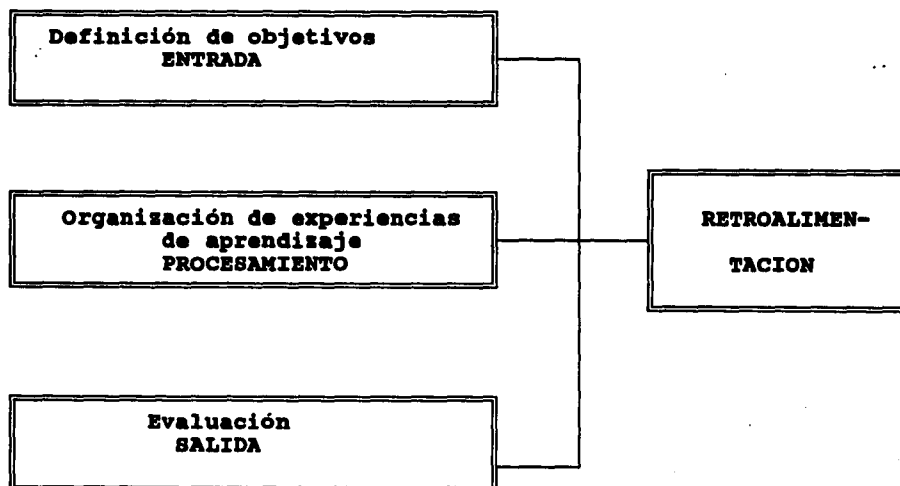 Definición de objetivos
ENTRADA
Organización de experiencias
de aprendizaje
PROCESAMIENTO
RETROALIMEN-
TACION
Evaluación
SALIDA